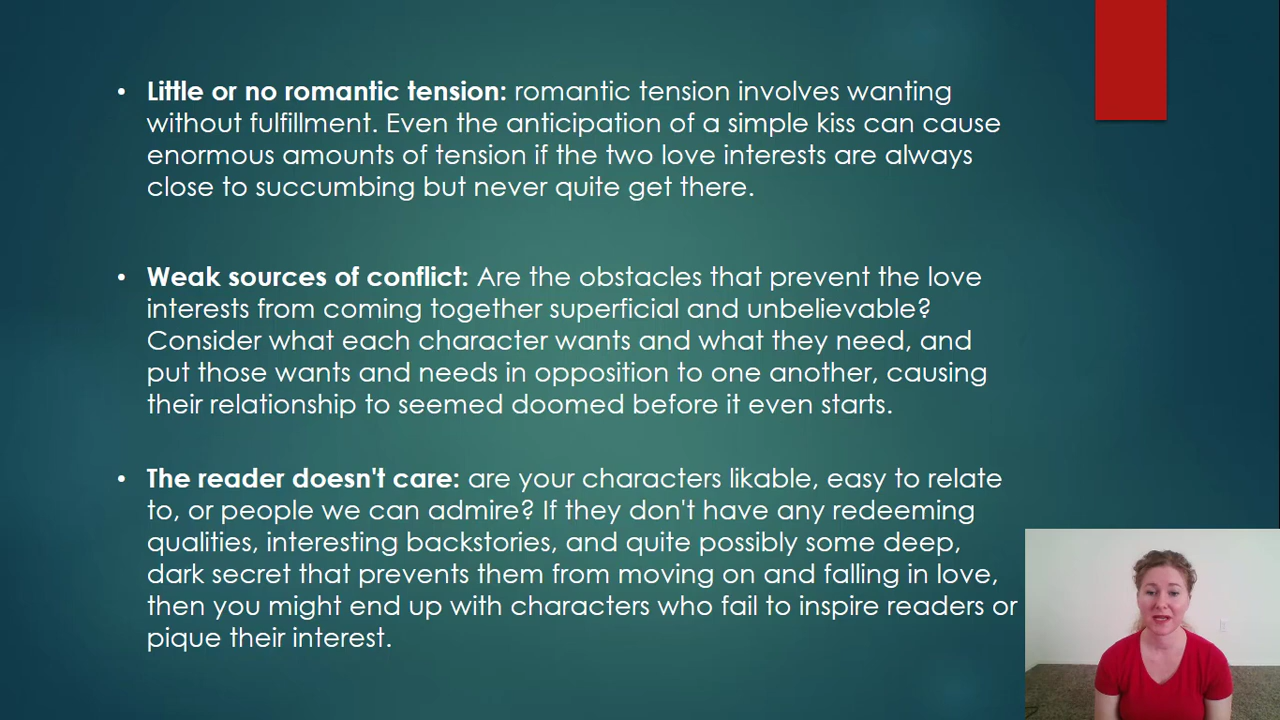 • Little or no romantic tension: romantic tension involves wanting
without fulfillment. Even the anticipation of a simple kiss can cause
enormous amounts of tension if the two love interests are always
close to succumbing but never quite get there.
• Weak sources of conflict: Are the obstacles that prevent the love
interests from coming together superficial and unbelievable?
Consider what each character wants and what they need, and
put those wants and needs in opposition to one another, causing
their relationship to seemed doomed before it even starts.
• The reader doesn't care: are your characters likable, easy to relate
to, or people we can admire? If they don't have any redeeming
qualities, interesting backstories, and quite possibly some deep,
dark secret that prevents them from moving on and falling in love,
then you might end up with characters who fail to inspire readers or
pique their interest.